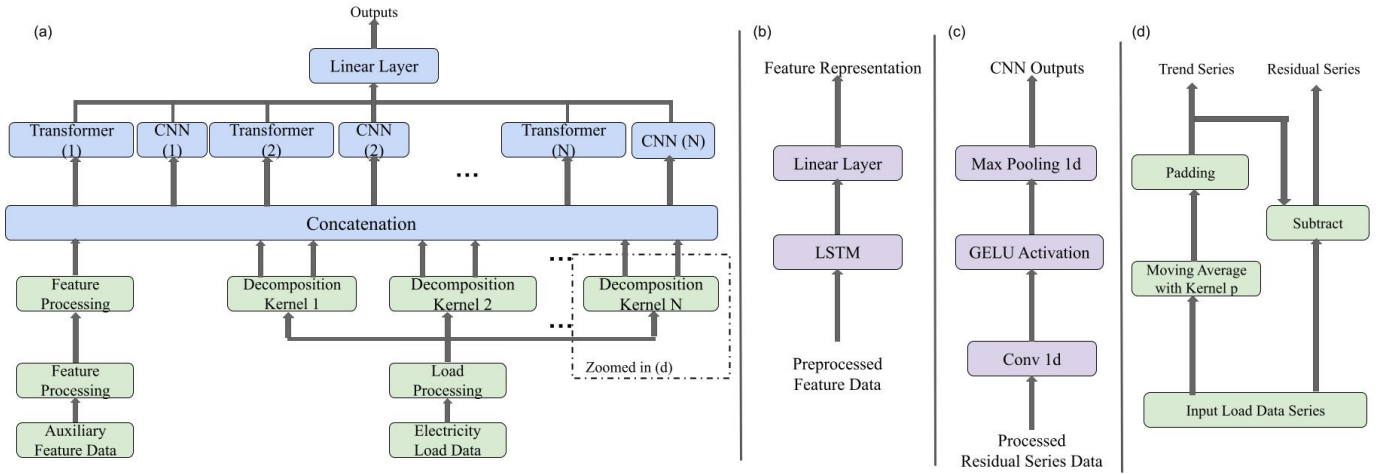 (a)
Outputs
Linear Layer
Transformer
(1)
CNN
(1)
Transformer
(2)
CNN
(2)
...
Transformer
(N)
CNN (N)
Concatenation
Feature
Processing
Decomposition
Kernel 1
Decomposition
Kernel 2
...
Decomposition
Kernel N
...
Zoomed in (d)
Feature
Processing
Load
Processing
Auxiliary
Feature Data
Electricity
Load Data
(b)
Feature Representation
Linear Layer
LSTM
Preprocessed
Feature Data
(c)
CNN Outputs
Max Pooling 1d
GELU Activation
Conv 1d
Processed
Residual Series Data
(d)
Trend Series
Residual Series
Padding
Subtract
Moving Average
with Kernel p
Input Load Data Series